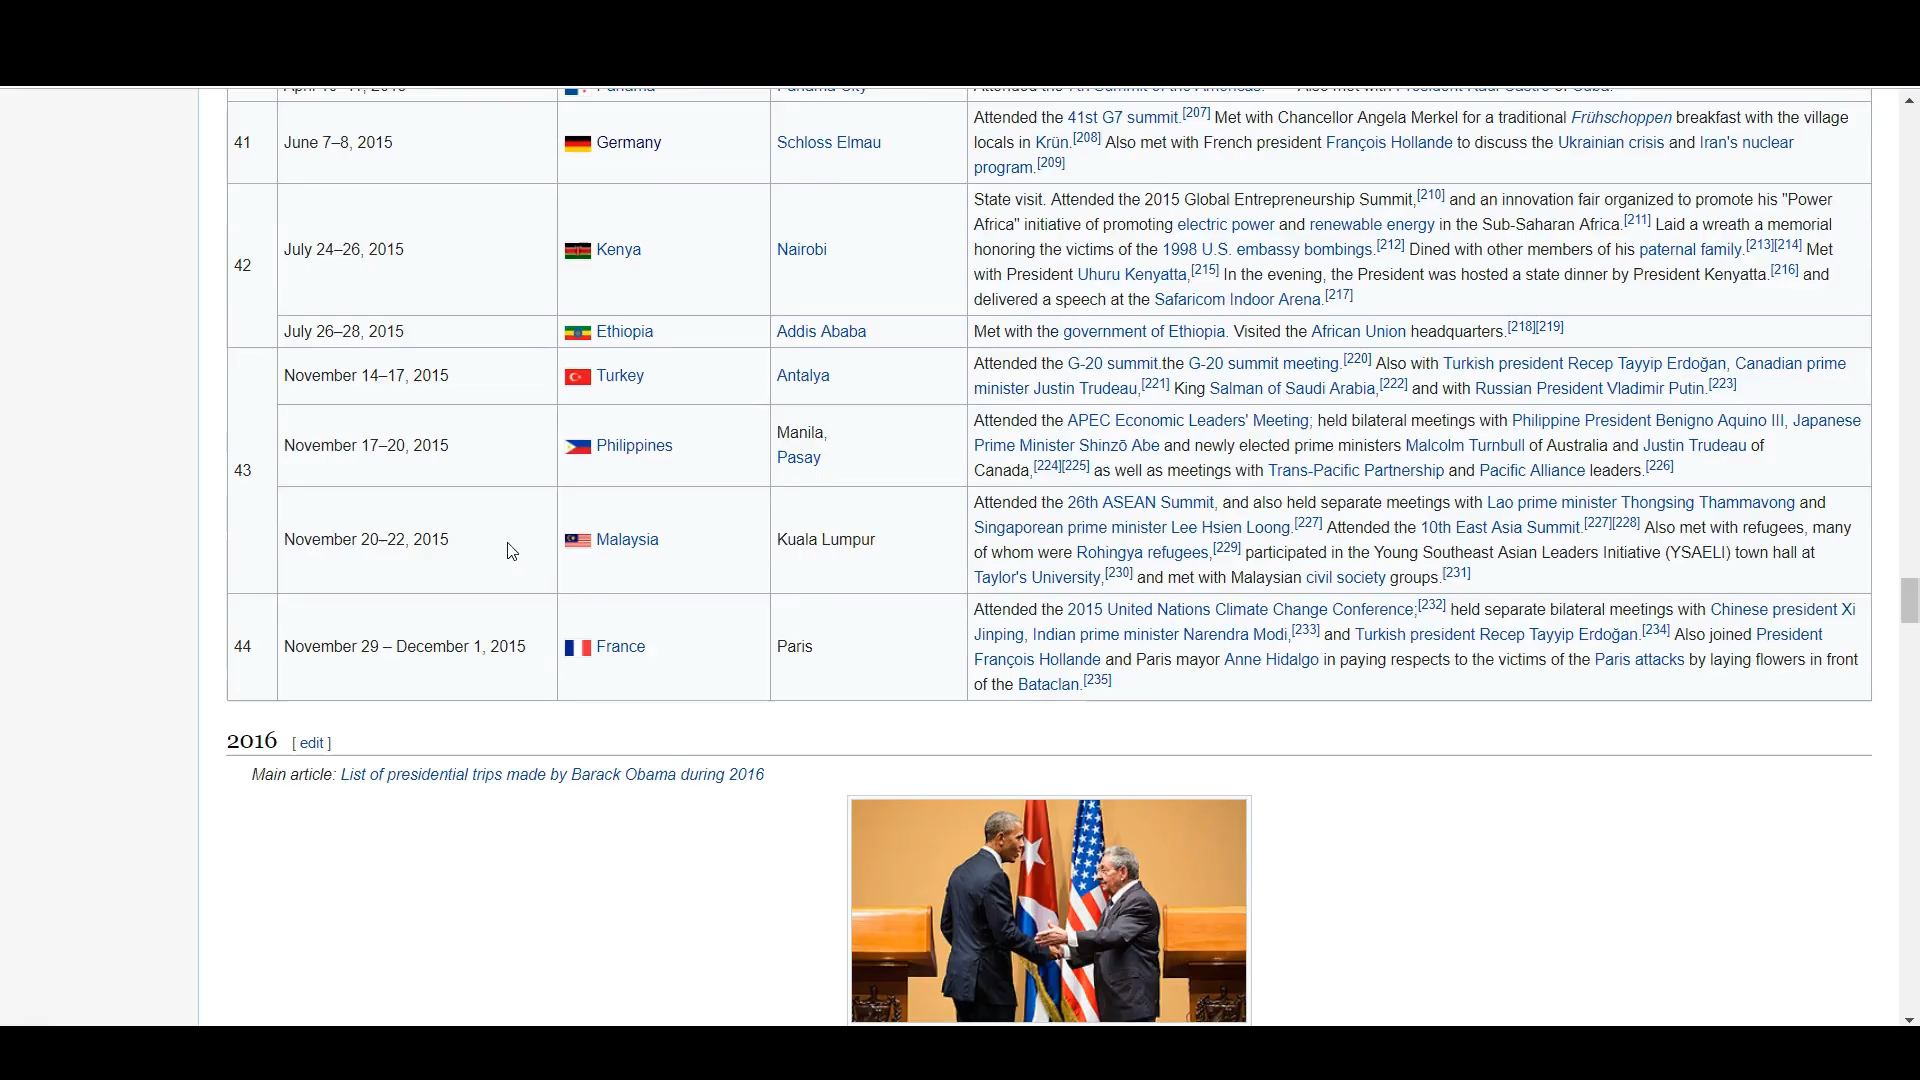 41
June 7–8, 2015
Germany
Schloss Elmau
Attended the 41st G7 summit.[207] Met with Chancellor Angela Merkel for a traditional Frühschoppen breakfast with the village
locals in Krün.[208] Also met with French president François Hollande to discuss the Ukrainian crisis and Iran's nuclear
program.[209]
42
July 24–26, 2015
Kenya
Nairobi
State visit. Attended the 2015 Global Entrepreneurship Summit,[210] and an innovation fair organized to promote his "Power
Africa" initiative of promoting electric power and renewable energy in the Sub-Saharan Africa.[211] Laid a wreath a memorial
honoring the victims of the 1998 U.S. embassy bombings.[212] Dined with other members of his paternal family.[213][214] Met
with President Uhuru Kenyatta,[215] In the evening, the President was hosted a state dinner by President Kenyatta.[216] and
delivered a speech at the Safaricom Indoor Arena.[217]
July 26–28, 2015
Ethiopia
Addis Ababa
Met with the government of Ethiopia. Visited the African Union headquarters.[218][219]
43
November 14–17, 2015
Turkey
Antalya
Attended the G-20 summit.the G-20 summit meeting.[220] Also with Turkish president Recep Tayyip Erdoğan, Canadian prime
minister Justin Trudeau,[221] King Salman of Saudi Arabia,[222] and with Russian President Vladimir Putin.[223]
November 17–20, 2015
Philippines
Manila,
Pasay
Attended the APEC Economic Leaders' Meeting; held bilateral meetings with Philippine President Benigno Aquino III, Japanese
Prime Minister Shinzō Abe and newly elected prime ministers Malcolm Turnbull of Australia and Justin Trudeau of
Canada,[224][225] as well as meetings with Trans-Pacific Partnership and Pacific Alliance leaders.[226]
November 20–22, 2015
Malaysia
Kuala Lumpur
Attended the 26th ASEAN Summit, and also held separate meetings with Lao prime minister Thongsing Thammavong and
Singaporean prime minister Lee Hsien Loong.[227] Attended the 10th East Asia Summit.[227][228] Also met with refugees, many
of whom were Rohingya refugees,[229] participated in the Young Southeast Asian Leaders Initiative (YSAELI) town hall at
Taylor's University,[230] and met with Malaysian civil society groups.[231]
44
November 29 – December 1, 2015
France
Paris
Attended the 2015 United Nations Climate Change Conference;[232] held separate bilateral meetings with Chinese president Xi
Jinping, Indian prime minister Narendra Modi,[233] and Turkish president Recep Tayyip Erdoğan.[234] Also joined President
François Hollande and Paris mayor Anne Hidalgo in paying respects to the victims of the Paris attacks by laying flowers in front
of the Bataclan.[235]
2016 [ edit ]
Main article: List of presidential trips made by Barack Obama during 2016